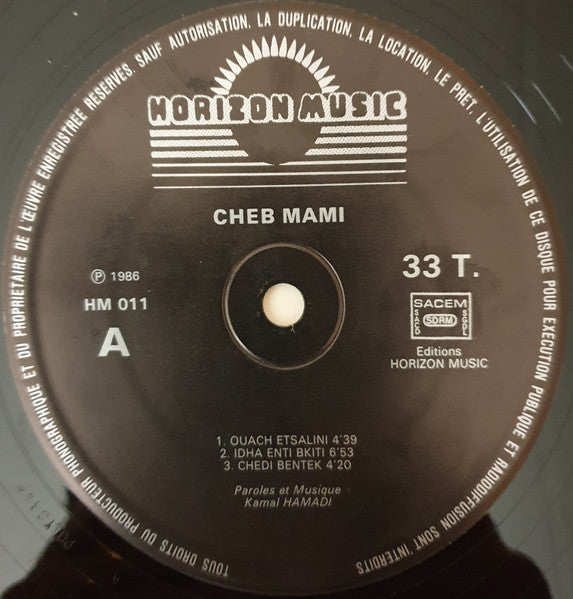 TOUS DROITS DU PRODUCTEUR PHONOGRAPHIQUE ET DU PROPRIETAIRE DE L'ŒUVRE ENREGISTREE RESERVES. SAUF AUTORISATION, LA DUPLICATION, LA LOCATION, LE PRET, L'UTILISATION DE CE DISQUE POUR EXECUTION PUBLIQUE ET RADIODIFFUSION SONT INTERDITS
HORIZON MUSIC
CHEB MAMI
℗ 1986
HM 011
A
33 T.
SACEM
SACD
SDRM
SGDL
Editions
HORIZON MUSIC
1. OUACH ETSALINI 4'39
2. IDHA ENTI BKITI 6'53
3. CHEDI BENTEK 4'20
Paroles et Musique
Kamal HAMADI